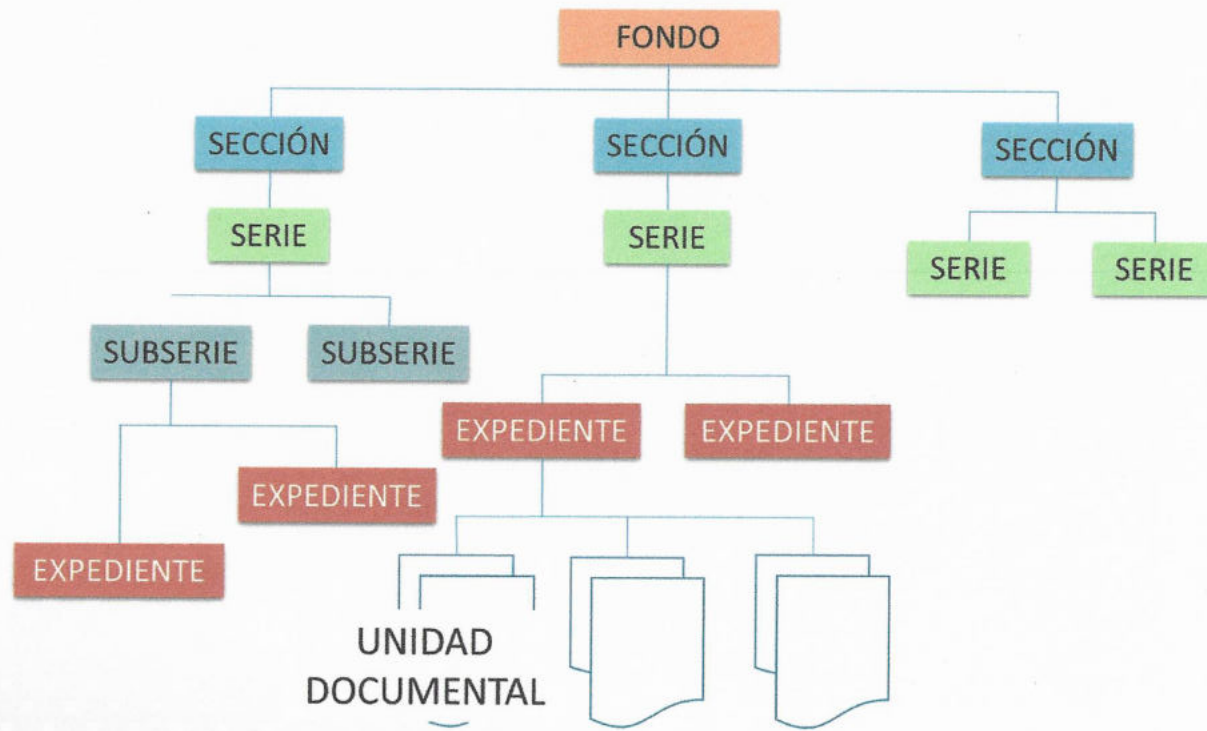 FONDO
SECCIÓN
SECCIÓN
SECCIÓN
SERIE
SERIE
SERIE
SERIE
SUBSERIE
SUBSERIE
EXPEDIENTE
EXPEDIENTE
EXPEDIENTE
EXPEDIENTE
UNIDAD
DOCUMENTAL